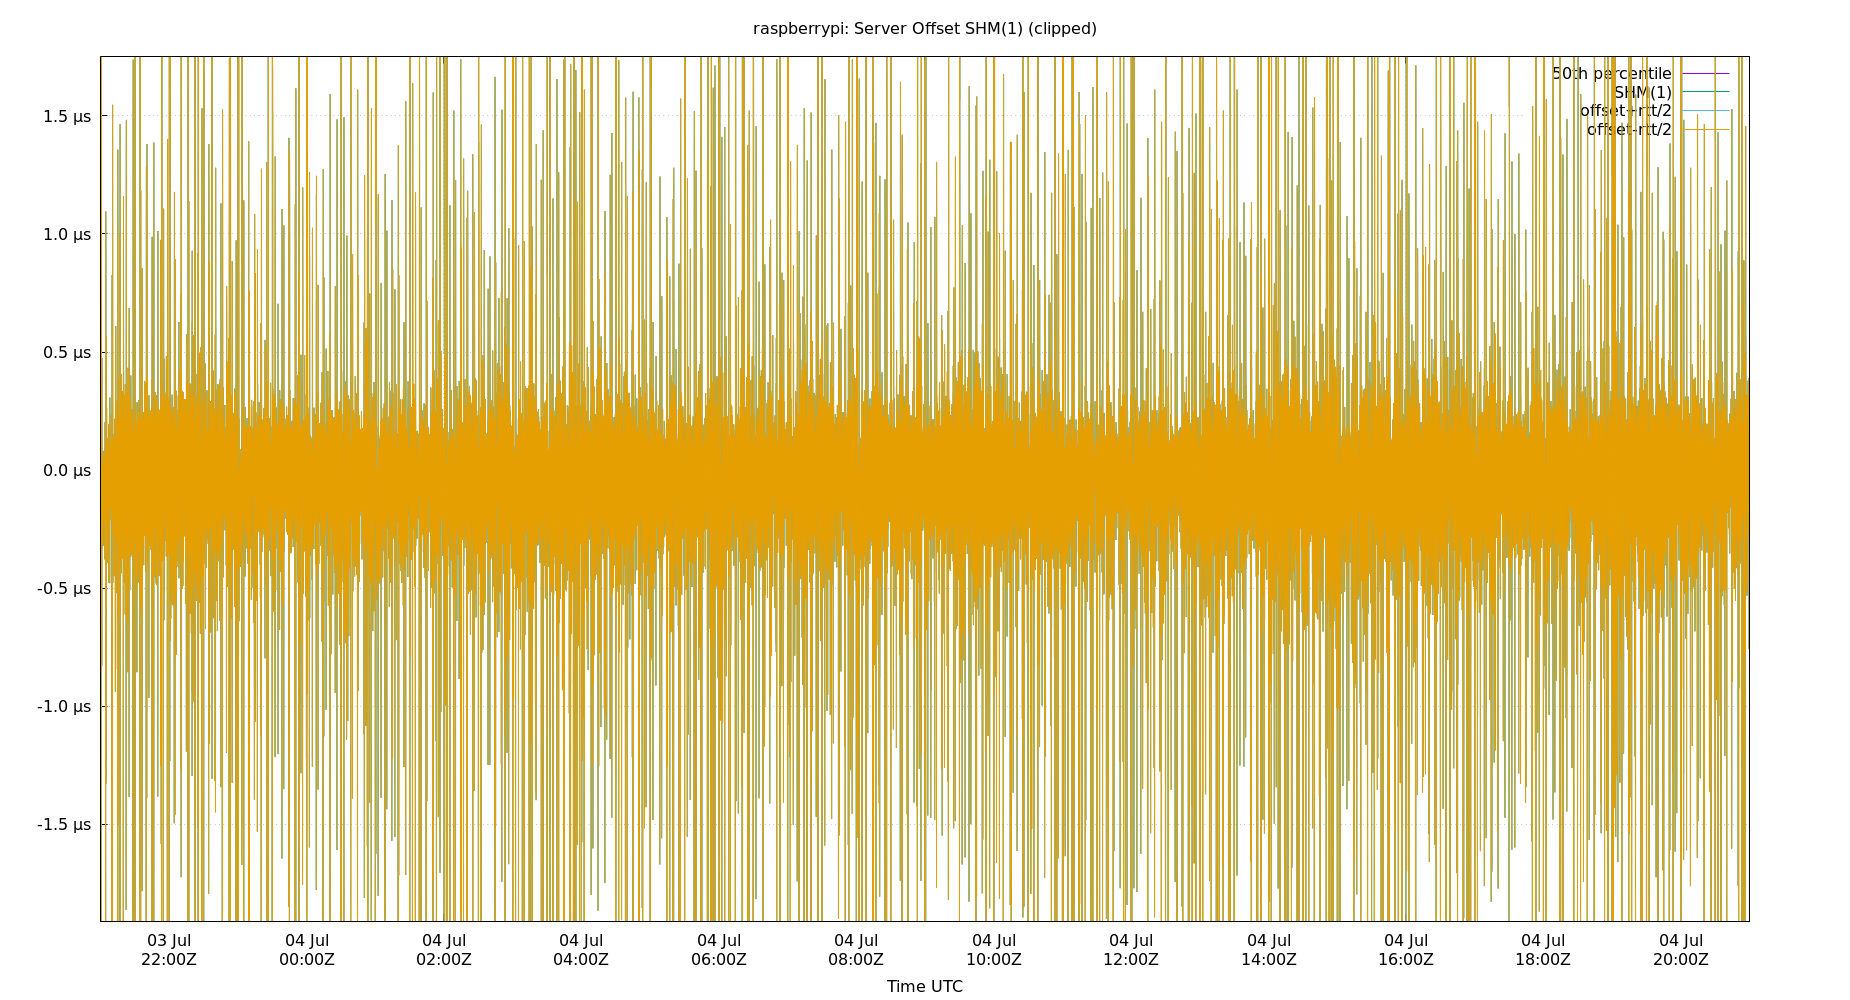 raspberrypi: Server Offset SHM(1) (clipped)
50th percentile
SHM(1)
offset+rtt/2
offset-rtt/2
1.5 μs
1.0 μs
0.5 μs
0.0 μs
-0.5 μs
-1.0 μs
-1.5 μs
03 Jul 04 Jul 04 Jul 04 Jul 04 Jul 04 Jul 04 Jul 04 Jul 04 Jul 04 Jul 04 Jul 04 Jul
22:00Z 00:00Z 02:00Z 04:00Z 06:00Z 08:00Z 10:00Z 12:00Z 14:00Z 16:00Z 18:00Z 20:00Z
Time UTC